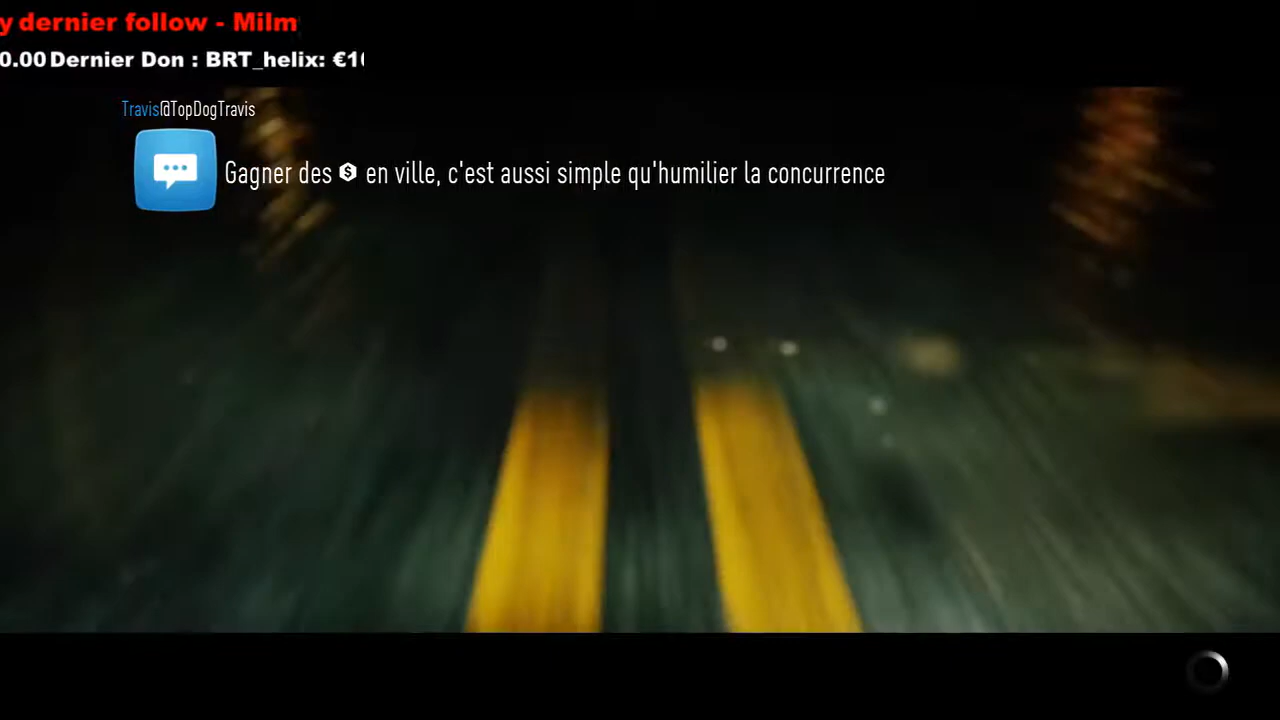 y dernier follow - Milm
0.00 Dernier Don : BRT_helix: €1
Travis@TopDogTravis
Gagner des $ en ville, c'est aussi simple qu'humilier la concurrence